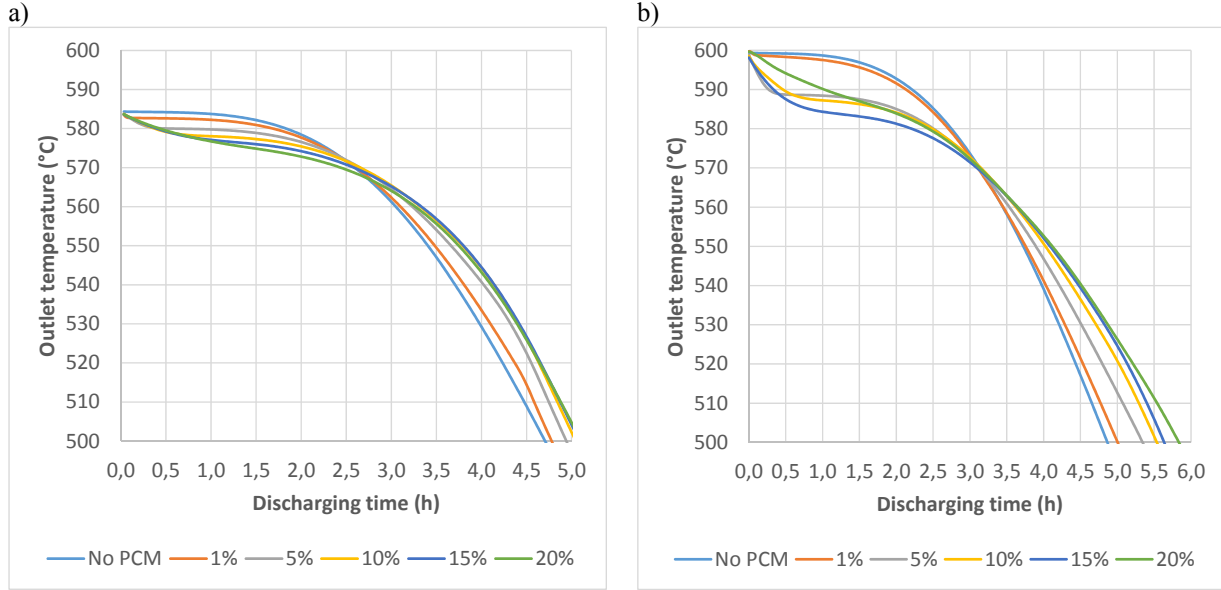 a)
600
590
580
570
560
550
540
530
520
510
500
Outlet temperature (°C)
0,0 0,5 1,0 1,5 2,0 2,5 3,0 3,5 4,0 4,5 5,0
Discharging time (h)
No PCM 1% 5% 10% 15% 20%
b)
600
590
580
570
560
550
540
530
520
510
500
Outlet temperature (°C)
0,0 0,5 1,0 1,5 2,0 2,5 3,0 3,5 4,0 4,5 5,0 5,5 6,0
Discharging time (h)
No PCM 1% 5% 10% 15% 20%